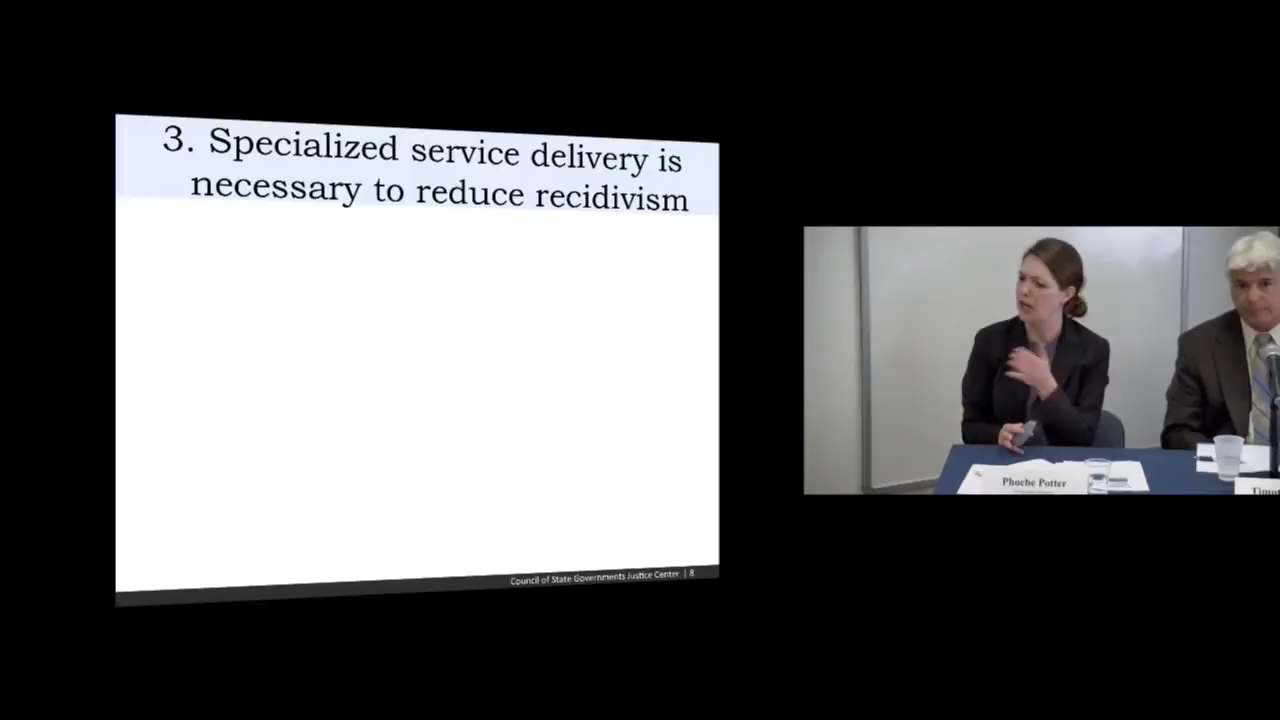 3. Specialized service delivery is
necessary to reduce recidivism
Council of State Governments Justice Center | 8
Phoebe Potter